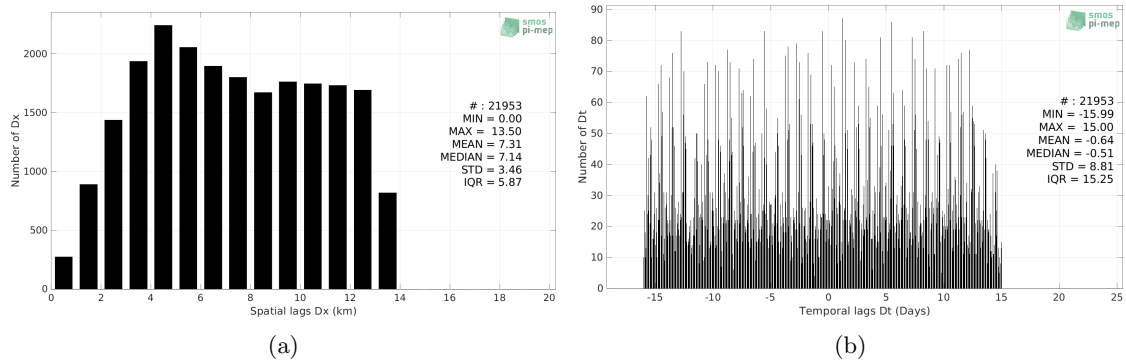 smos
pi-mep
2000
1500
1000
500
0
Number of Dx
# : 21953
MIN = 0.00
MAX = 13.50
MEAN = 7.31
MEDIAN = 7.14
STD = 3.46
IQR = 5.87
0 2 4 6 8 10 12 14 16 18 20
Spatial lags Dx (km)
(a)
smos
pi-mep
90
80
70
60
50
40
30
20
10
0
Number of Dt
# : 21953
MIN = -15.99
MAX = 15.00
MEAN = -0.64
MEDIAN = -0.51
STD = 8.81
IQR = 15.25
-15 -10 -5 0 5 10 15 20 25
Temporal lags Dt (Days)
(b)